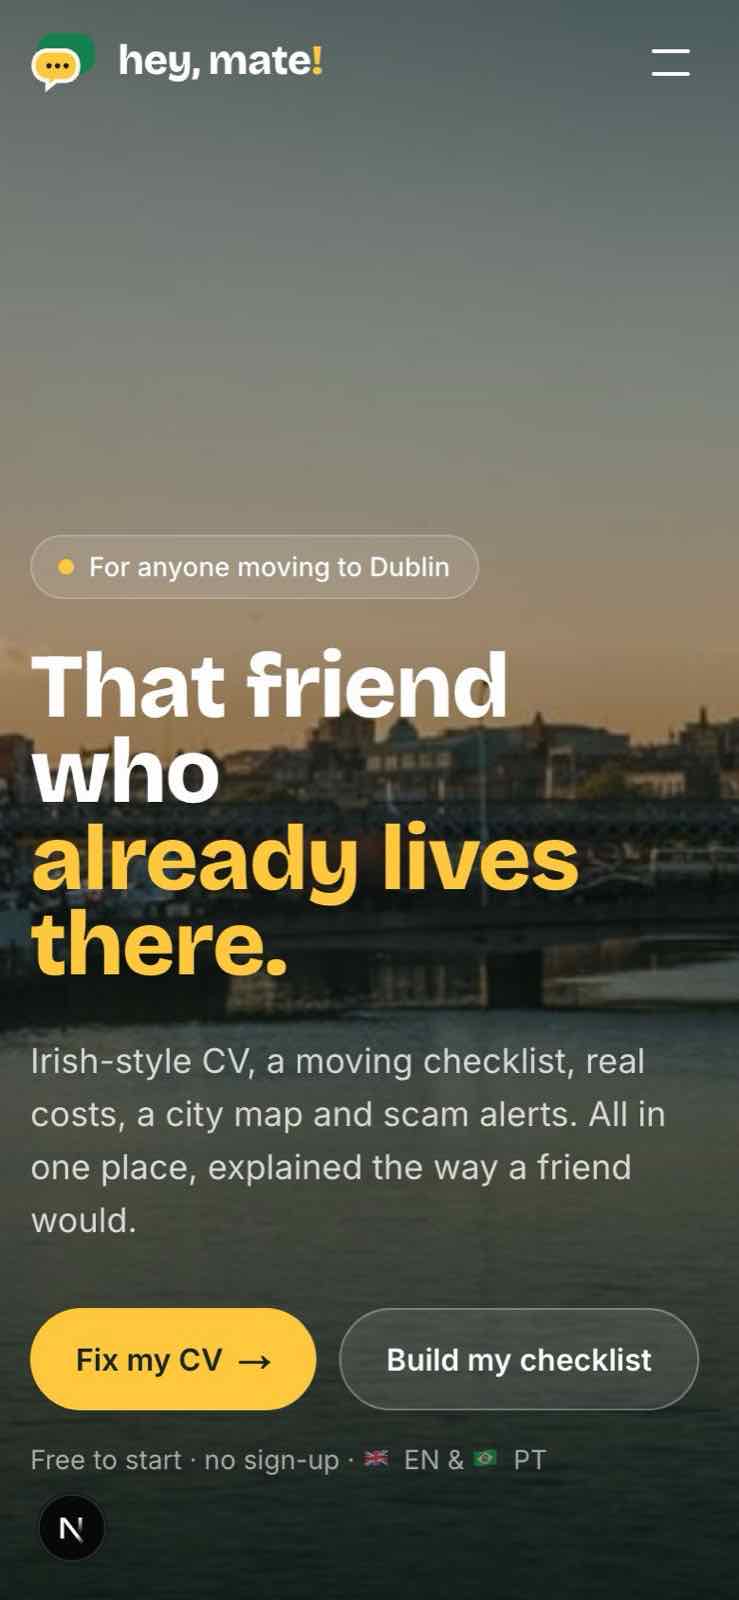 hey, mate!
For anyone moving to Dublin
That friend
who
already lives
there.
Irish-style CV, a moving checklist, real
costs, a city map and scam alerts. All in
one place, explained the way a friend
would.
Fix my CV →
Build my checklist
Free to start · no sign-up · 🇬🇧 EN & 🇧🇷 PT
N